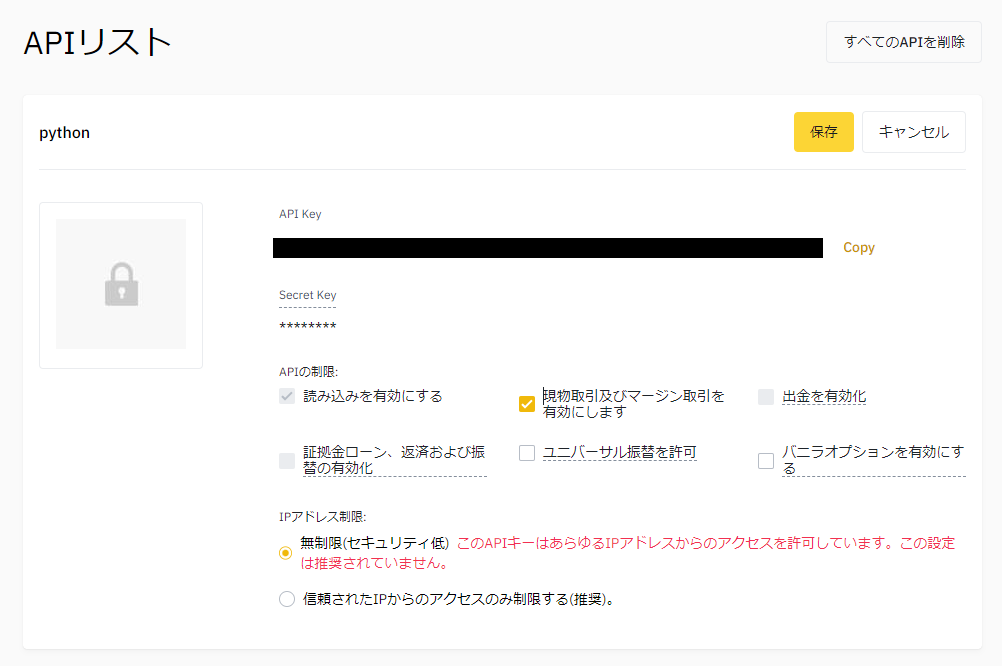 APIリスト
すべてのAPIを削除
python
保存
キャンセル
API Key
Copy
Secret Key
********
APIの制限:
読み込みを有効にする
現物取引及びマージン取引を
有効にします
出金を有効化
証拠金ローン、返済および振
替の有効化
ユニバーサル振替を許可
バニラオプションを有効にす
る
IPアドレス制限:
無制限(セキュリティ低) このAPIキーはあらゆるIPアドレスからのアクセスを許可しています。この設定
は推奨されていません。
信頼されたIPからのアクセスのみ制限する(推奨)。